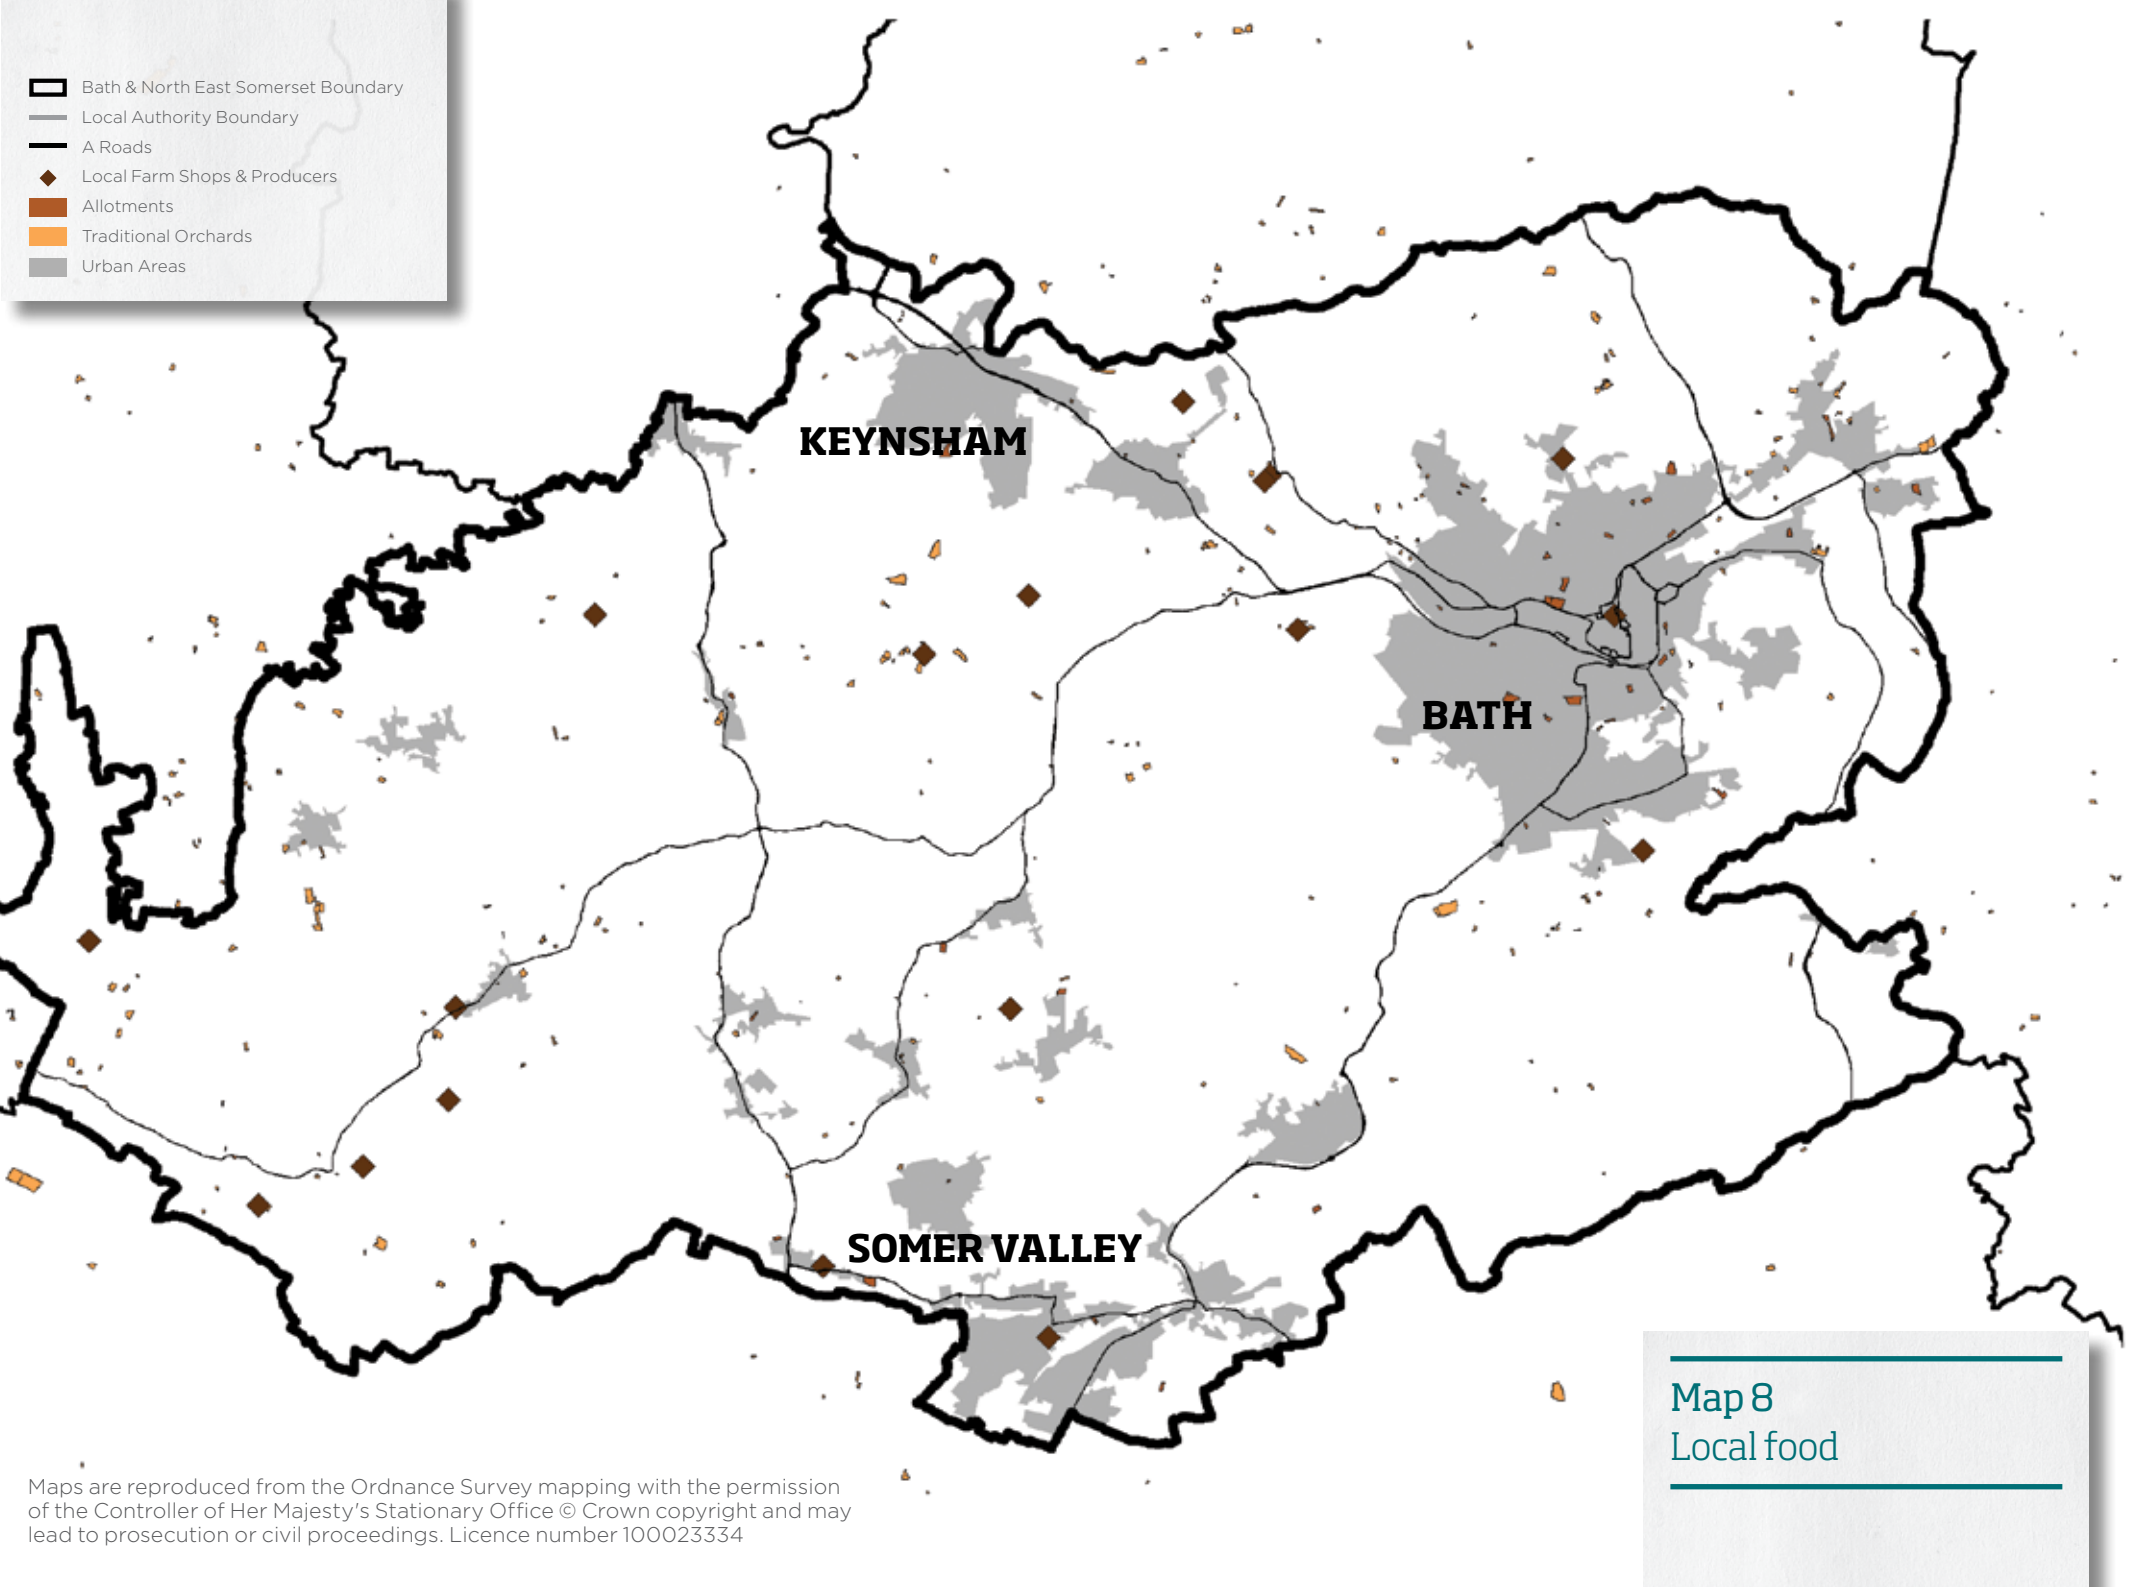 Bath & North East Somerset Boundary
Local Authority Boundary
A Roads
Local Farm Shops & Producers
Allotments
Traditional Orchards
Urban Areas
KEYNSHAM
BATH
SOMER VALLEY
Map 8
Local food
Maps are reproduced from the Ordnance Survey mapping with the permission
of the Controller of Her Majesty's Stationary Office © Crown copyright and may
lead to prosecution or civil proceedings. Licence number 100023334